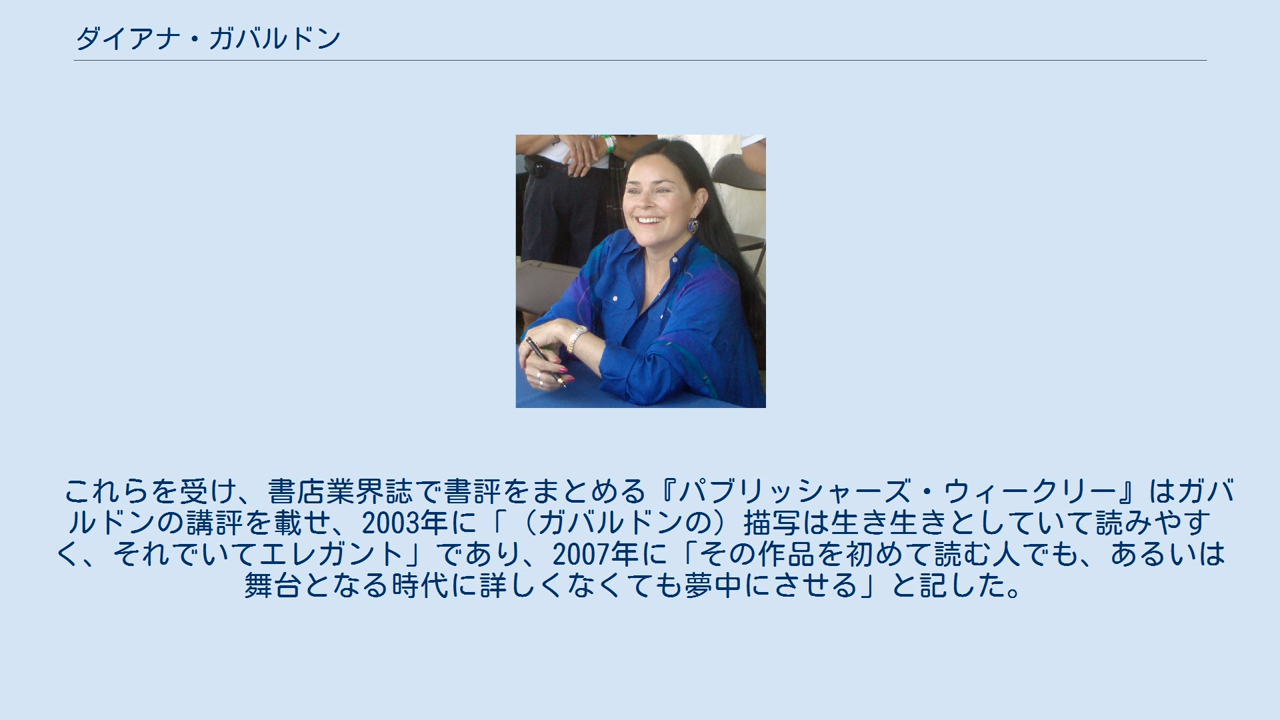 ダイアナ・ガバルドン
これらを受け、書店業界誌で書評をまとめる『パブリッシャーズ・ウィークリー』はガバ
ルドンの講評を載せ、2003年に「（ガバルドンの）描写は生き生きとしていて読みやす
く、それでいてエレガント」であり、2007年に「その作品を初めて読む人でも、あるいは
舞台となる時代に詳しくなくても夢中にさせる」と記した。